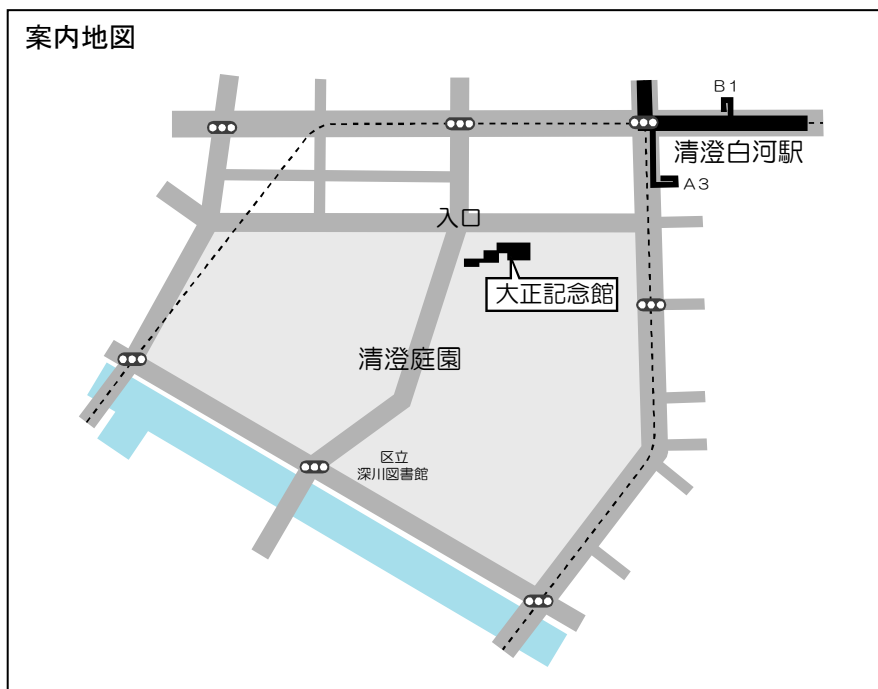 案内地図
B1
清澄白河駅
A3
入口
大正記念館
清澄庭園
区立
深川図書館